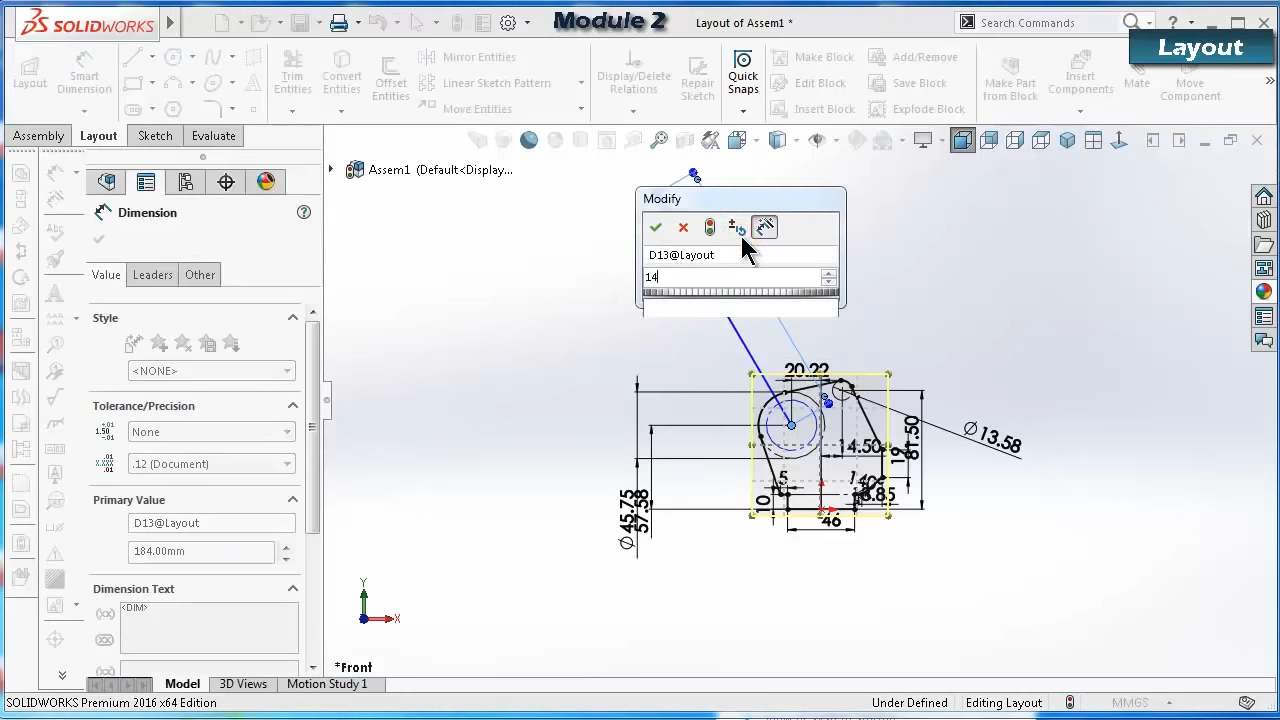 SOLIDWORKS
Module 2
Layout of Assem1 *
Search Commands
Layout
Layout
Smart Dimension
Trim Entities
Convert Entities
Offset Entities
Mirror Entities
Linear Sketch Pattern
Move Entities
Display/Delete Relations
Repair Sketch
Quick Snaps
Make Block
Edit Block
Insert Block
Add/Remove
Save Block
Explode Block
Make Part from Block
Insert Components
Mate
Move Component
Assembly
Layout
Sketch
Evaluate
Assem1 (Default<Display...
Dimension
Value
Leaders
Other
Style
<NONE>
Tolerance/Precision
None
.12 (Document)
Primary Value
D13@Layout
184.00mm
Dimension Text
<DIM>
Modify
D13@Layout
14
20.22
Ø 13.58
14.50
19
81.50
5
10
Ø 45.75
57.58
46
Y
X
*Front
Model
3D Views
Motion Study 1
SOLIDWORKS Premium 2016 x64 Edition
Under Defined
Editing Layout
MMGS